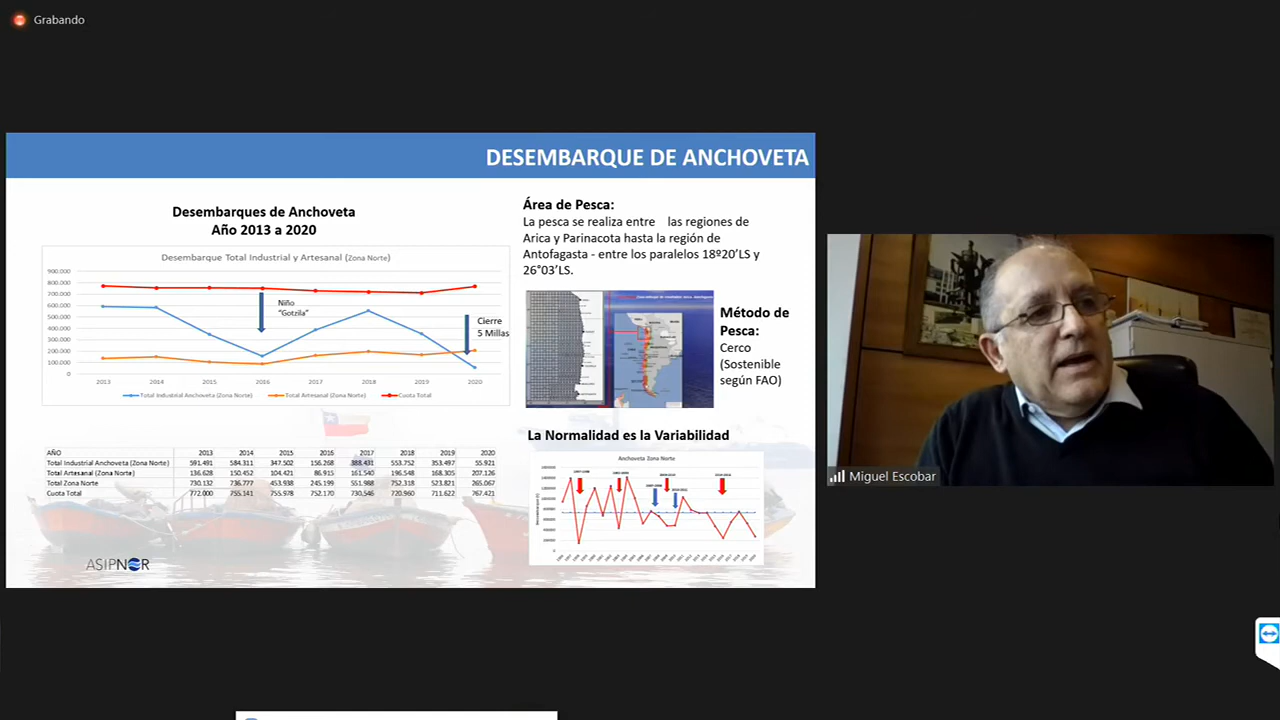 Grabando
DESEMBARQUE DE ANCHOVETA
Desembarques de Anchoveta
Año 2013 a 2020
Desembarque Total Industrial y Artesanal (Zona Norte)
900.000
800.000
700.000
600.000
500.000
400.000
300.000
200.000
100.000
0
Niño
"Gotzila"
Cierre
5 Millas
2013 2014 2015 2016 2017 2018 2019 2020
Total Industrial Anchoveta (Zona Norte) Total Artesanal (Zona Norte) Cuota Total
Área de Pesca:
La pesca se realiza entre las regiones de
Arica y Parinacota hasta la región de
Antofagasta - entre los paralelos 18º20'LS y
26°03'LS.
Método de
Pesca:
Cerco
(Sostenible
según FAO)
AÑO 2013 2014 2015 2016 2017 2018 2019 2020
Total Industrial Anchoveta (Zona Norte) 591.491 584.311 347.502 156.268 388.431 553.752 353.497 55.921
Total Artesanal (Zona Norte) 136.628 150.452 104.421 86.915 161.540 196.548 168.305 207.126
Total Zona Norte 730.132 736.777 453.938 245.199 551.988 752.318 523.821 265.067
Cuota Total 772.000 755.141 755.978 752.170 730.546 720.960 711.622 767.421
La Normalidad es la Variabilidad
Anchoveta Zona Norte
ASIPNOR
Miguel Escobar